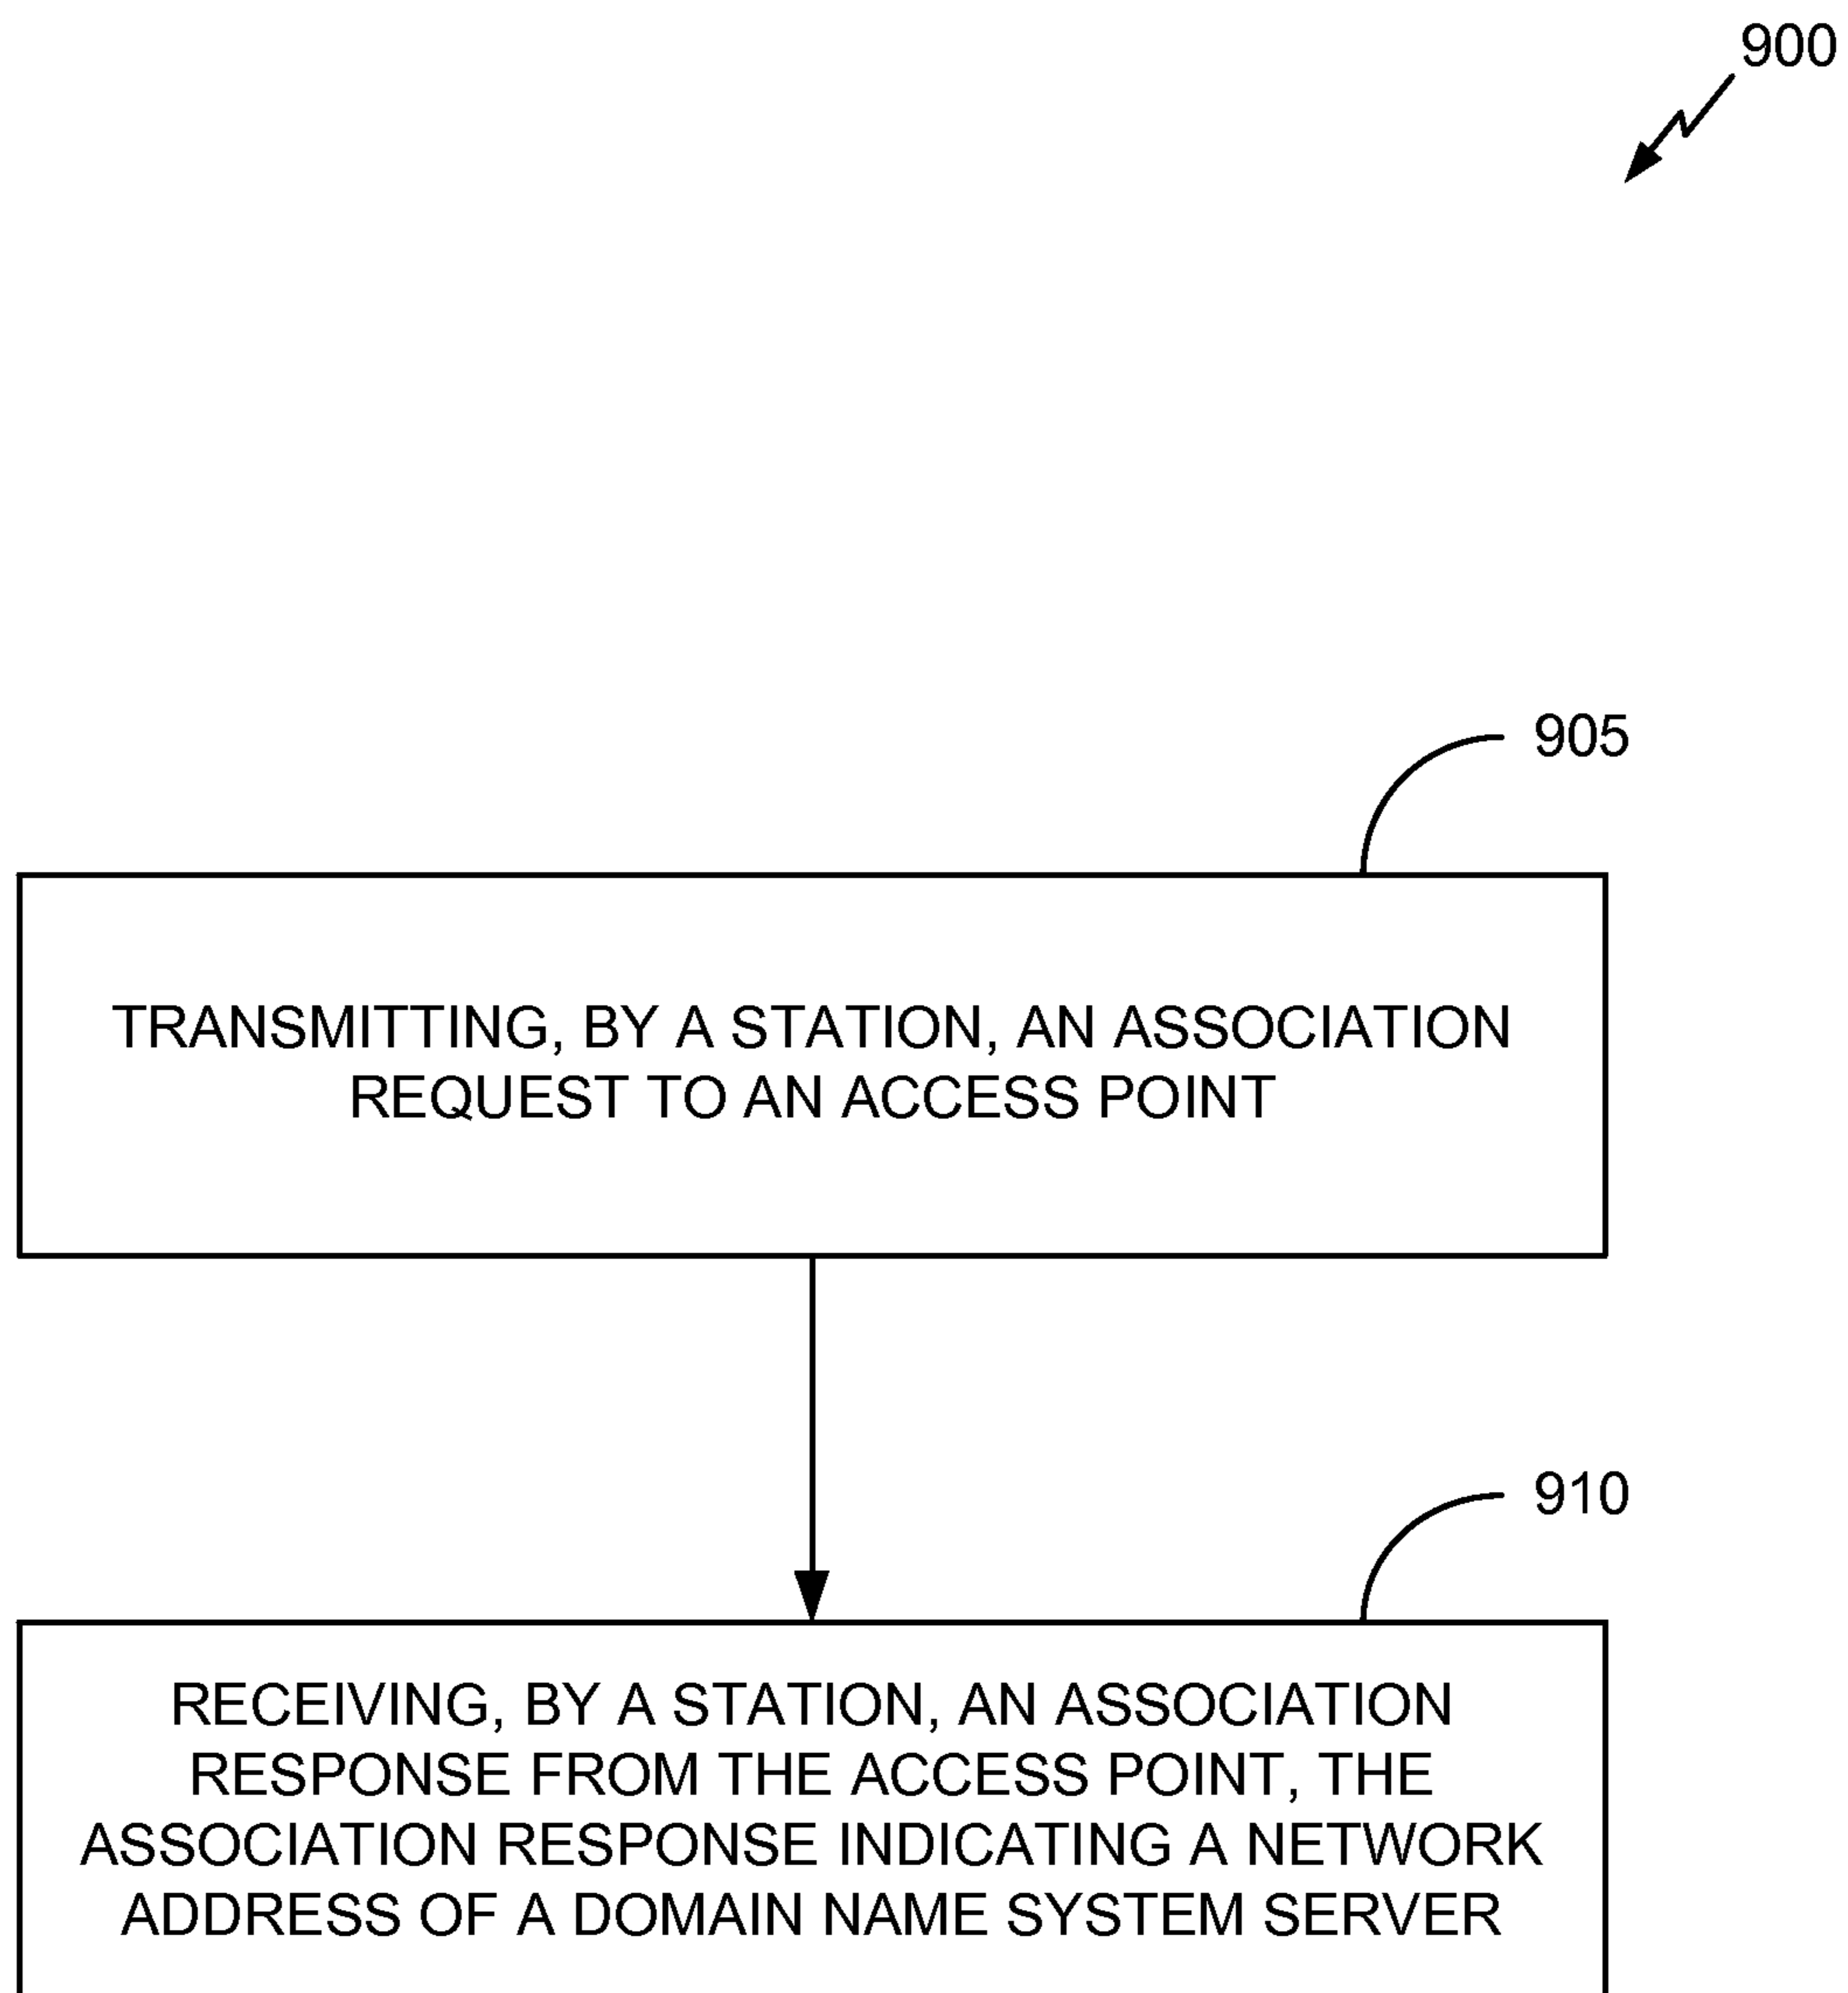 900
905
TRANSMITTING, BY A STATION, AN ASSOCIATION
REQUEST TO AN ACCESS POINT
910
RECEIVING, BY A STATION, AN ASSOCIATION
RESPONSE FROM THE ACCESS POINT, THE
ASSOCIATION RESPONSE INDICATING A NETWORK
ADDRESS OF A DOMAIN NAME SYSTEM SERVER